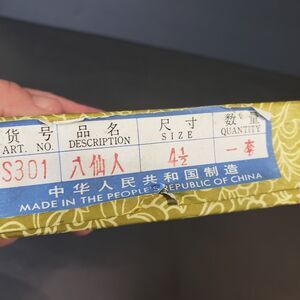 货号 品名 尺寸 数量
ART. NO. DESCRIPTION SIZE QUANTITY
S301 八仙人 4½ 一本
中华人民共和国制造
MADE IN THE PEOPLE'S REPUBLIC OF CHINA